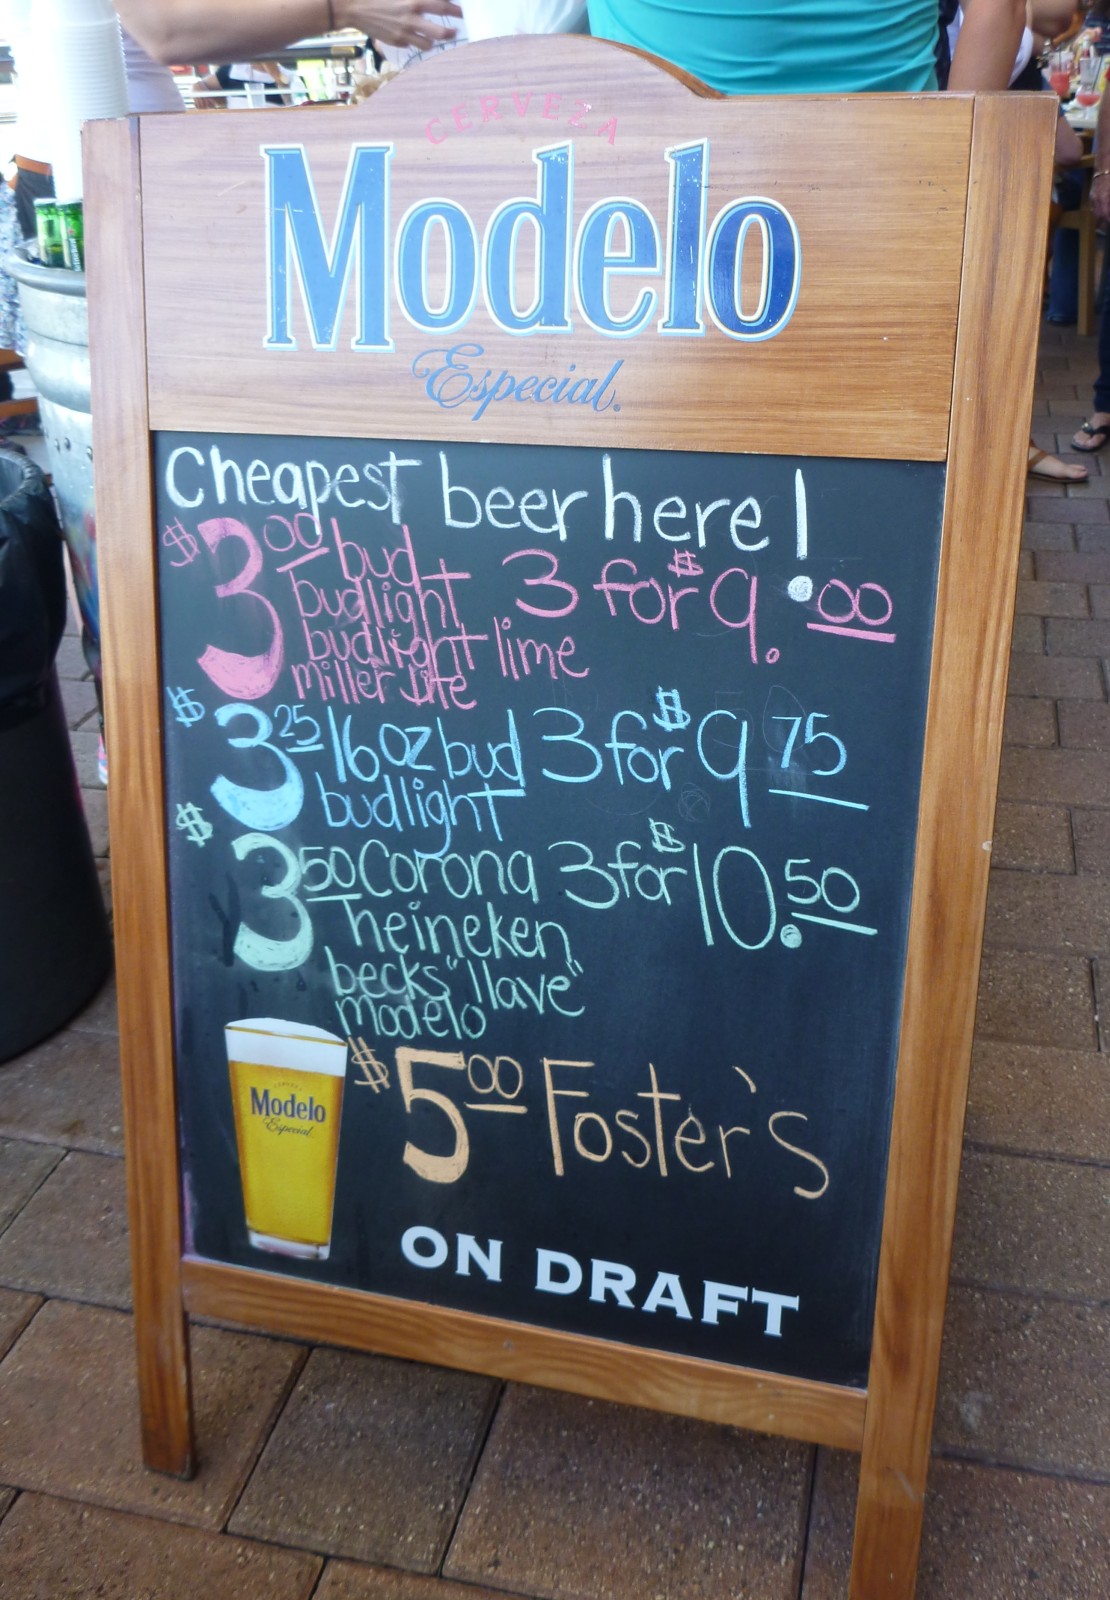 CERVEZA
Modelo
Especial.
Cheapest beer here!
$3.00 bud 3 for $9.00
budlight
budlight lime
miller Lite
$3 25 16oz bud 3 for $9 75
budlight
$3 50 Corona 3 for $10.50
heineken
becks "llave"
Modelo
$5 00 Foster's
CERVEZA
Modelo
Especial
ON DRAFT